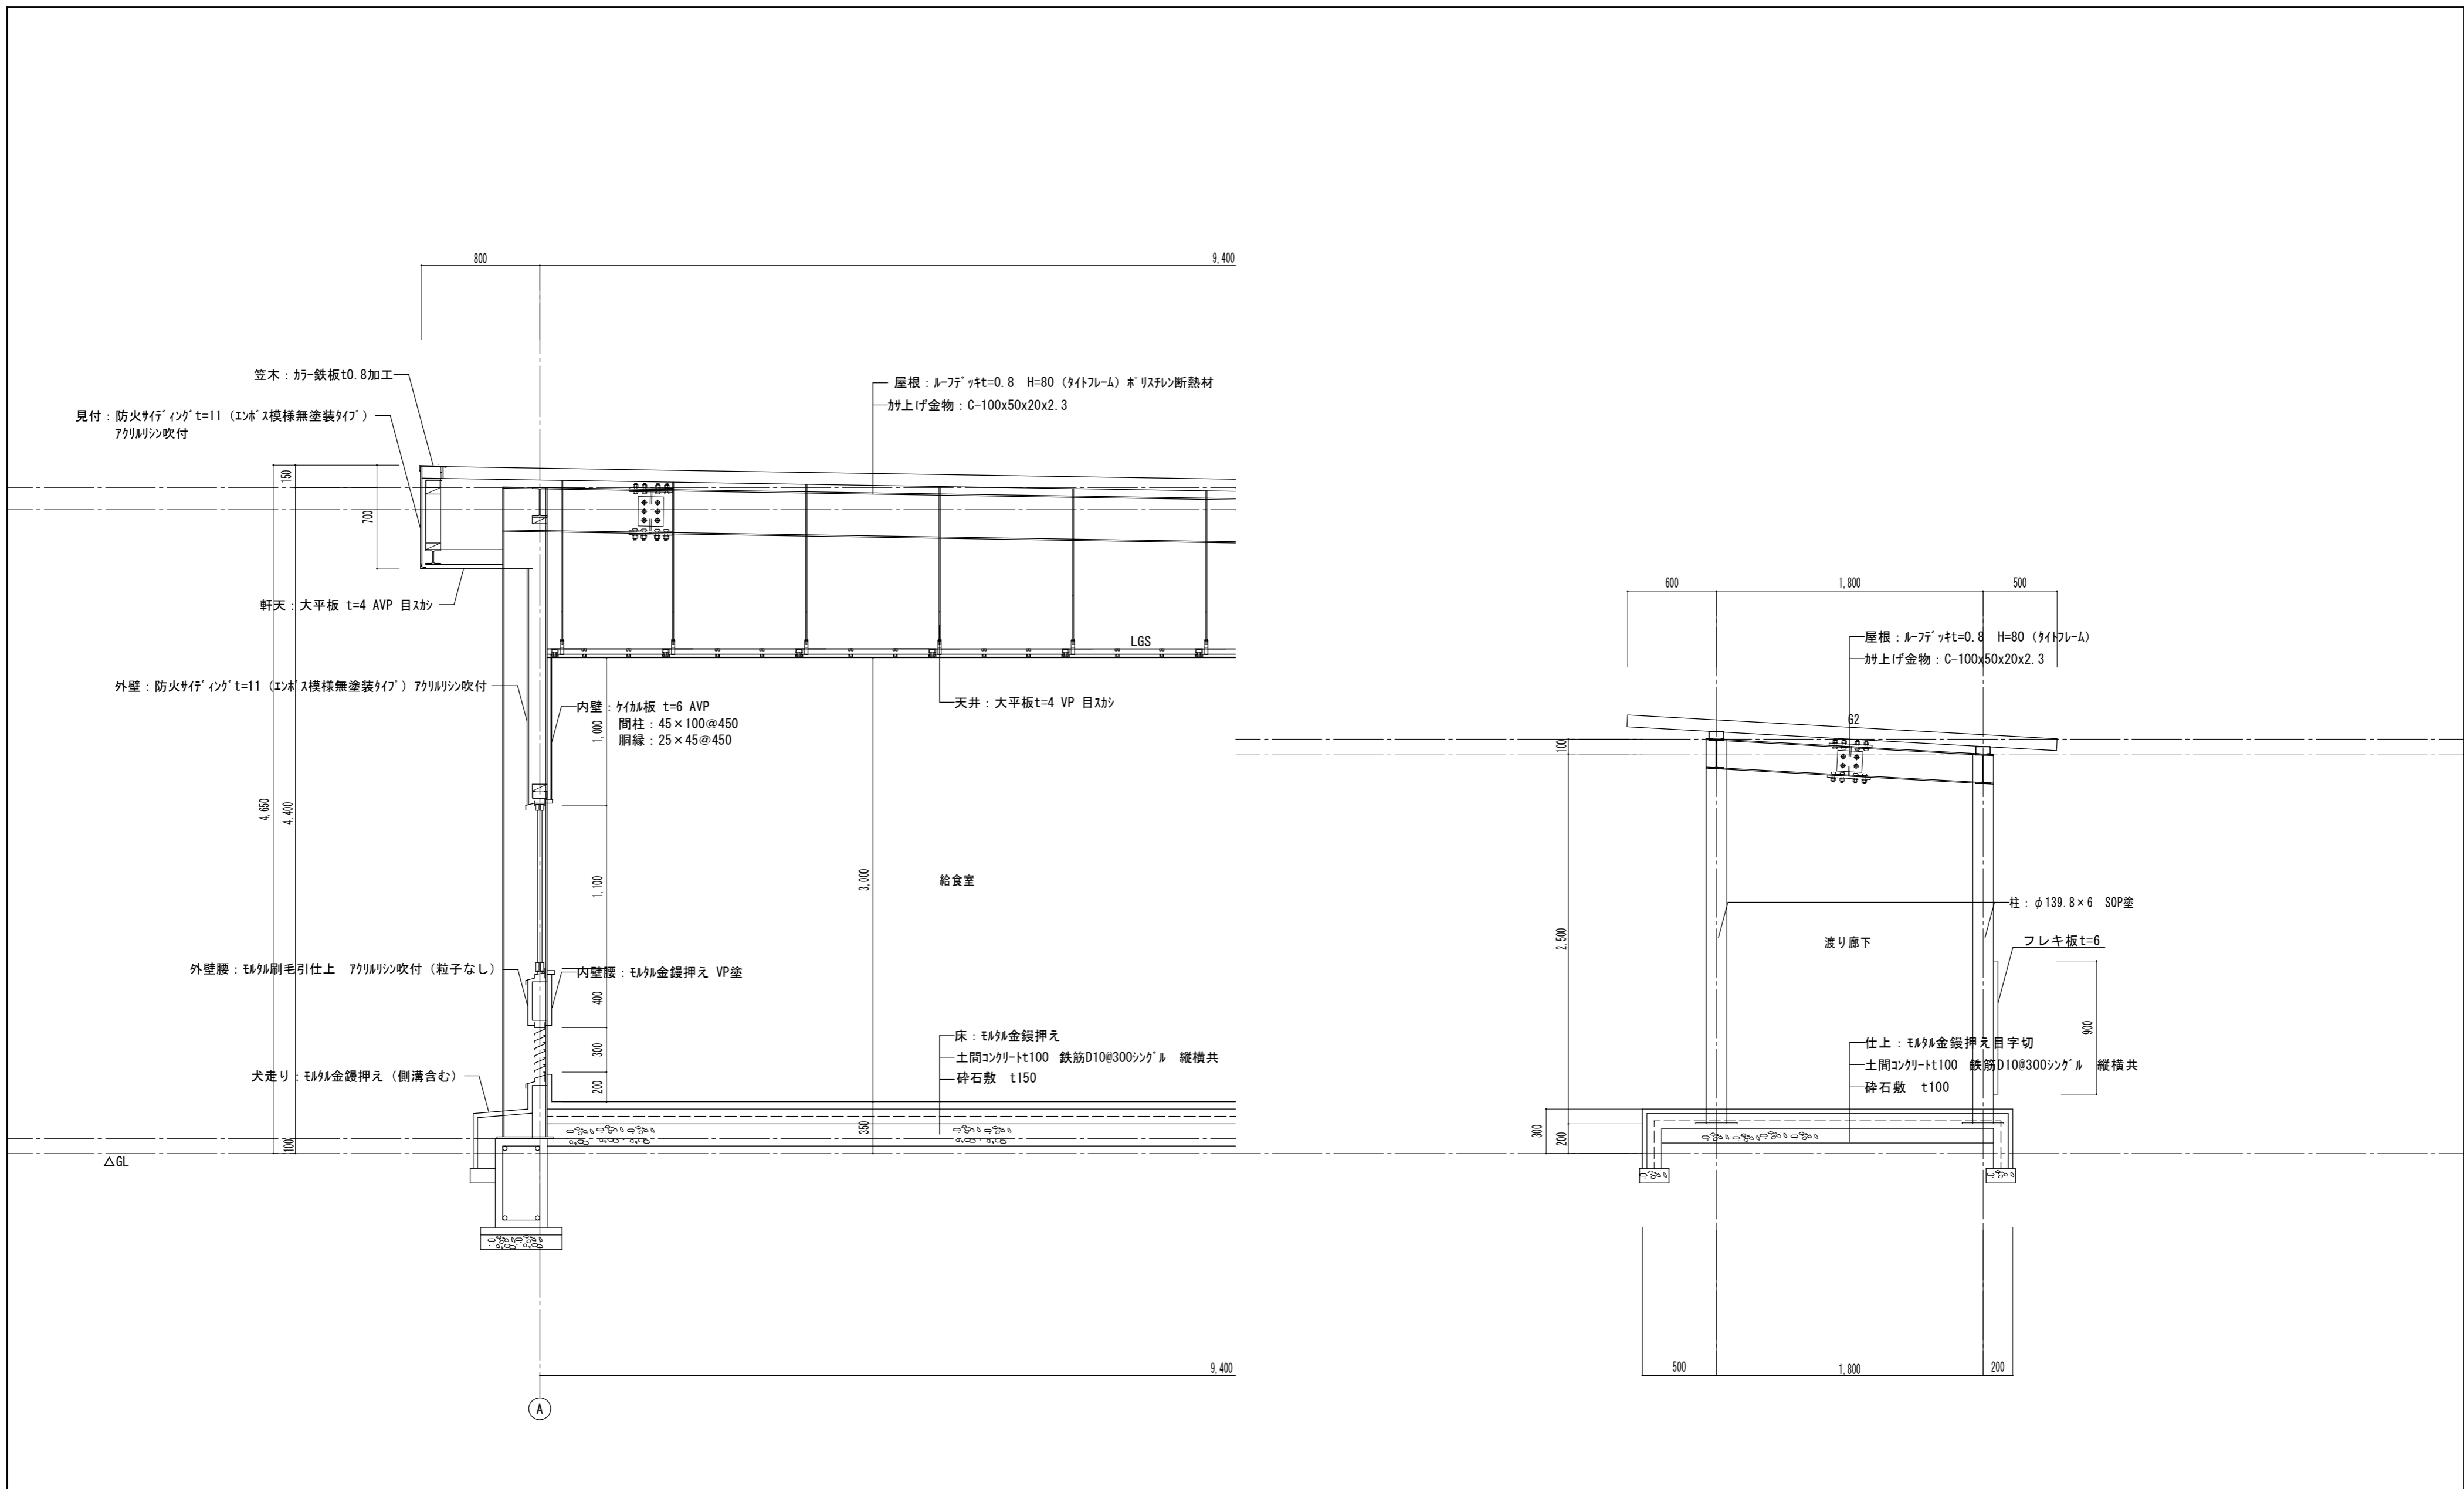 800
9,400
笠木：ｶﾗｰ鉄板t0.8加工
見付：防火ｻｲﾃﾞｨﾝｸﾞt=11（ｴﾝﾎﾞｽ模様無塗装ﾀｲﾌﾟ）
ｱｸﾘﾙﾘｼﾝ吹付
屋根：ﾙｰﾌﾃﾞｯｷt=0.8　H=80（ﾀｲﾄﾌﾚｰﾑ）ﾎﾟﾘｽﾁﾚﾝ断熱材
ｶｻ上げ金物：C-100x50x20x2.3
150
700
軒天：大平板 t=4 AVP 目ｽｶｼ
LGS
外壁：防火ｻｲﾃﾞｨﾝｸﾞt=11（ｴﾝﾎﾞｽ模様無塗装ﾀｲﾌﾟ）ｱｸﾘﾙﾘｼﾝ吹付
内壁：ｹｲｶﾙ板 t=6 AVP
間柱：45×100@450
胴縁：25×45@450
天井：大平板t=4 VP 目ｽｶｼ
1,000
4,650
4,400
1,100
3,000
給食室
外壁腰：ﾓﾙﾀﾙ刷毛引仕上　ｱｸﾘﾙﾘｼﾝ吹付（粒子なし）
内壁腰：ﾓﾙﾀﾙ金鏝押え VP塗
400
300
200
床：ﾓﾙﾀﾙ金鏝押え
土間ｺﾝｸﾘｰﾄt100　鉄筋D10@300ｼﾝｸﾞﾙ　縦横共
砕石敷　t150
犬走り：ﾓﾙﾀﾙ金鏝押え（側溝含む）
350
100
△GL
9,400
A
600
1,800
500
屋根：ﾙｰﾌﾃﾞｯｷt=0.8　H=80（ﾀｲﾄﾌﾚｰﾑ）
ｶｻ上げ金物：C-100x50x20x2.3
G2
100
2,500
柱：φ139.8×6　SOP塗
渡り廊下
フレキ板t=6
900
仕上：ﾓﾙﾀﾙ金鏝押え目字切
土間ｺﾝｸﾘｰﾄt100　鉄筋D10@300ｼﾝｸﾞﾙ　縦横共
砕石敷　t100
300
200
500
1,800
200